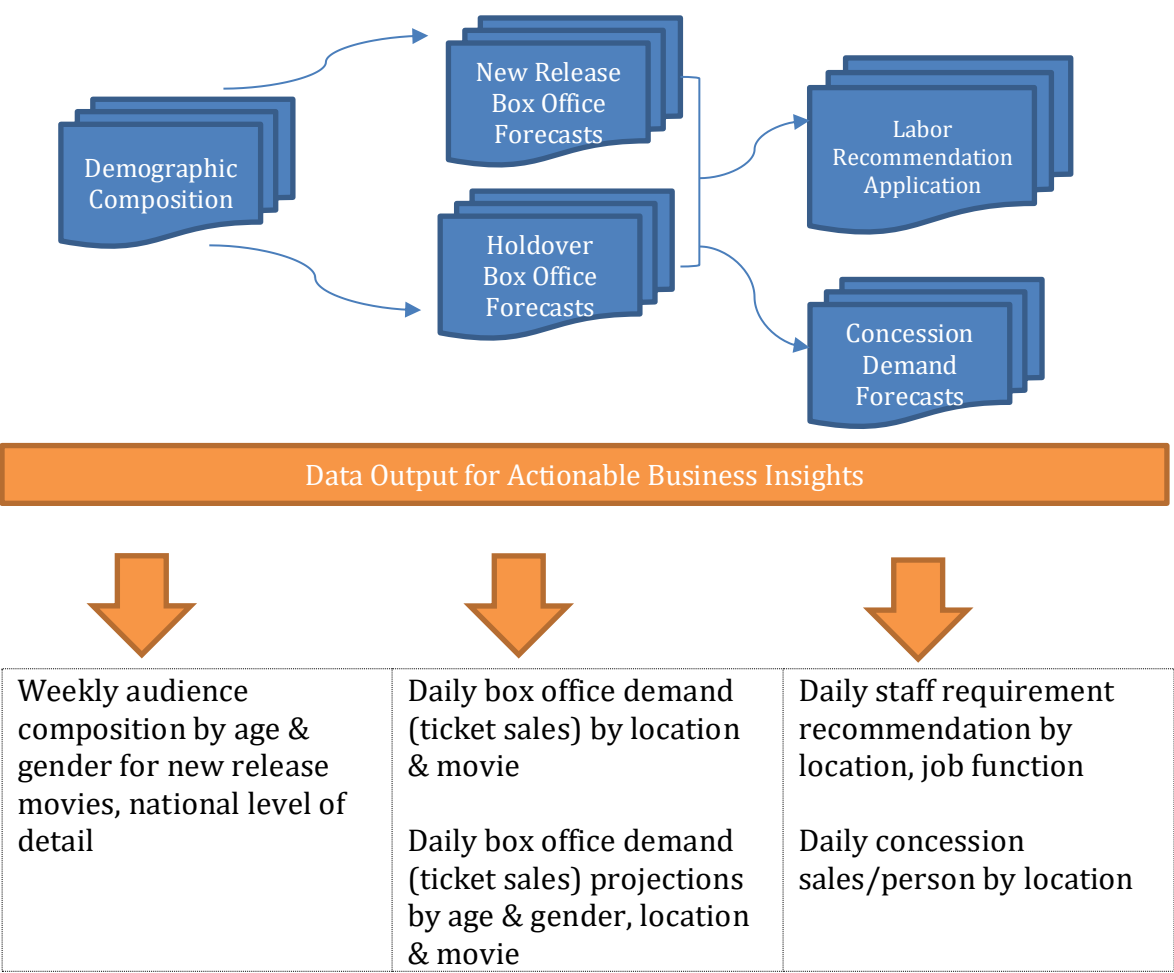 Demographic
Composition
New Release
Box Office
Forecasts
Holdover
Box Office
Forecasts
Labor
Recommendation
Application
Concession
Demand
Forecasts
Data Output for Actionable Business Insights
Weekly audience
composition by age &
gender for new release
movies, national level of
detail
Daily box office demand
(ticket sales) by location
& movie
Daily box office demand
(ticket sales) projections
by age & gender, location
& movie
Daily staff requirement
recommendation by
location, job function
Daily concession
sales/person by location